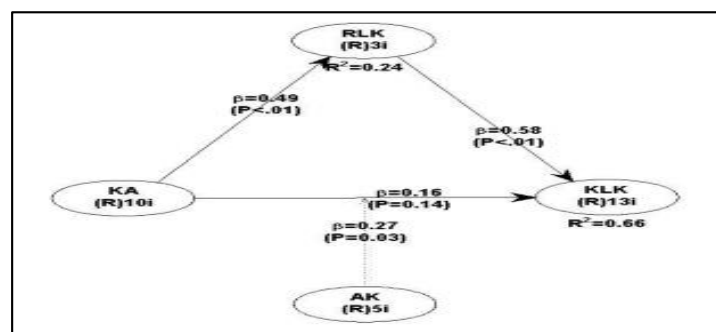 RLK
(R)3i
R²=0.24
β=0.49
(P<.01)
β=0.58
(P<.01)
KA
(R)10i
β=0.16
(P=0.14)
KLK
(R)13i
R²=0.66
β=0.27
(P=0.03)
AK
(R)5i